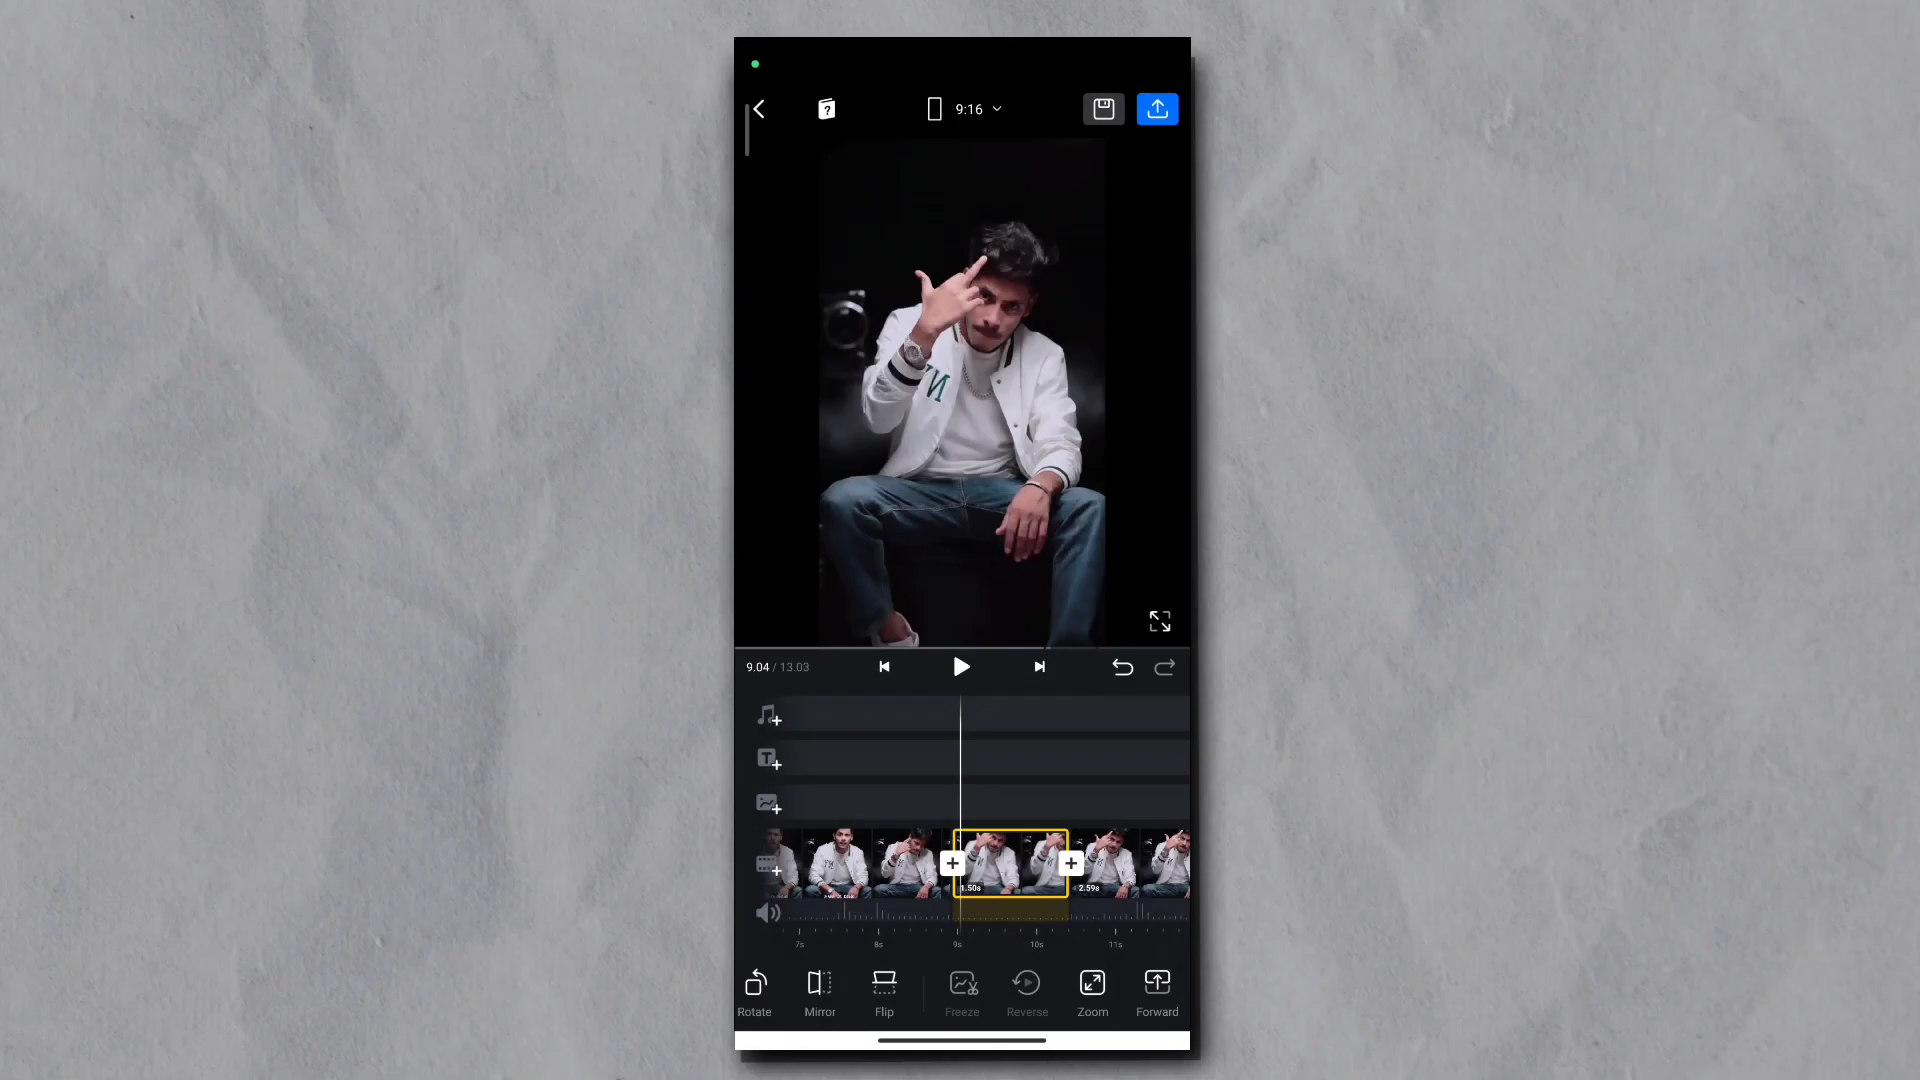 9:16
9.04 / 13.03
1.50s
2.59s
7s 8s 9s 10s 11s
Rotate Mirror Flip Freeze Reverse Zoom Forward